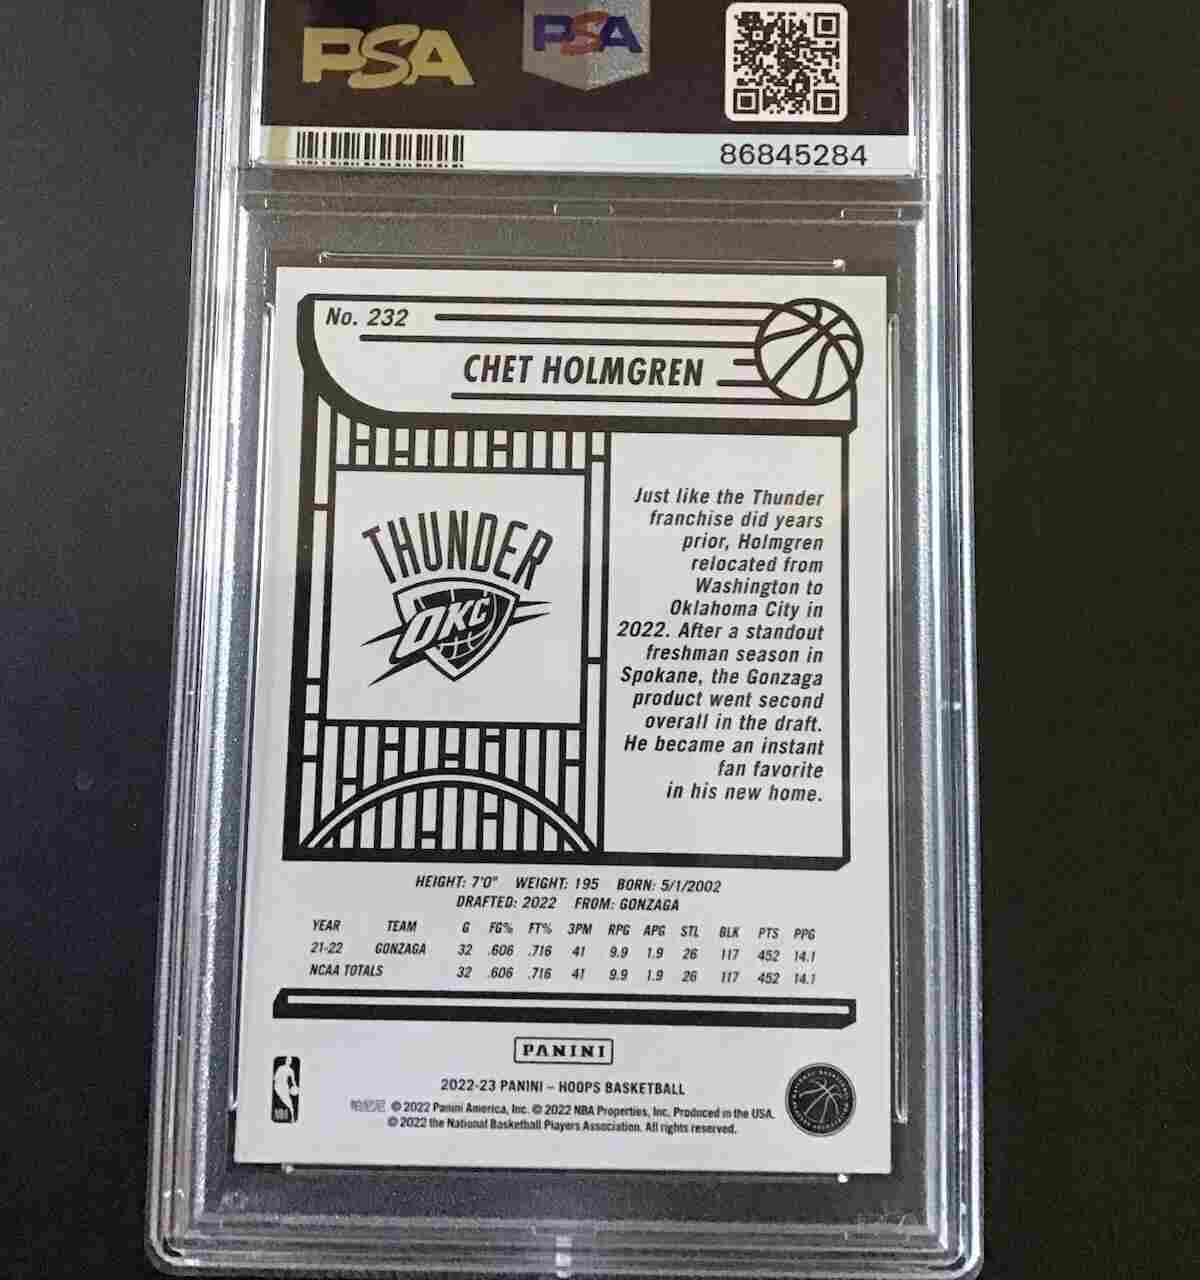 PSA PSA
86845284
No. 232
CHET HOLMGREN
THUNDER
OKC
Just like the Thunder
franchise did years
prior, Holmgren
relocated from
Washington to
Oklahoma City in
2022. After a standout
freshman season in
Spokane, the Gonzaga
product went second
overall in the draft.
He became an instant
fan favorite
in his new home.
HEIGHT: 7'0" WEIGHT: 195 BORN: 5/1/2002
DRAFTED: 2022 FROM: GONZAGA
YEAR TEAM G FG% FT% 3PM RPG APG STL BLK PTS PPG
21-22 GONZAGA 32 .606 .716 41 9.9 1.9 26 117 452 14.1
NCAA TOTALS 32 .606 .716 41 9.9 1.9 26 117 452 14.1
PANINI
2022-23 PANINI – HOOPS BASKETBALL
帕尼尼 © 2022 Panini America, Inc. © 2022 NBA Properties, Inc. Produced in the USA.
© 2022 the National Basketball Players Association. All rights reserved.
NBA